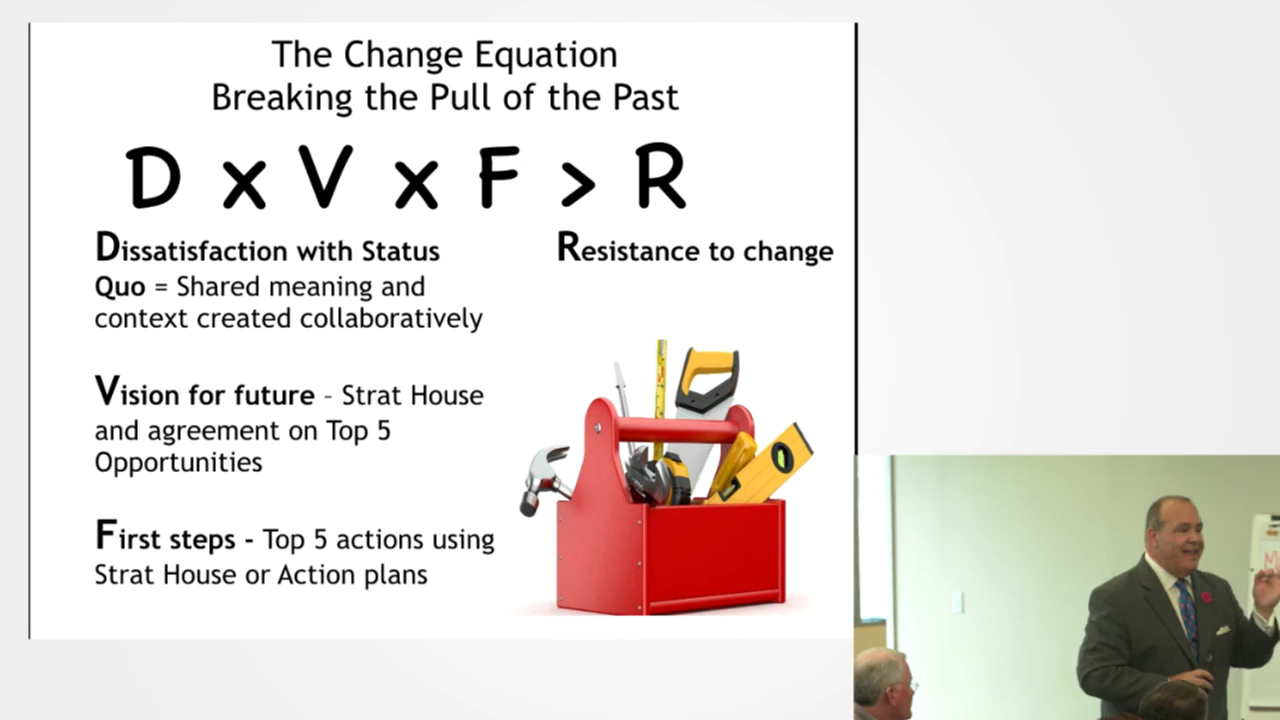 The Change Equation
Breaking the Pull of the Past
D x V x F > R
Dissatisfaction with Status
Quo = Shared meaning and
context created collaboratively
Resistance to change
Vision for future – Strat House
and agreement on Top 5
Opportunities
First steps - Top 5 actions using
Strat House or Action plans